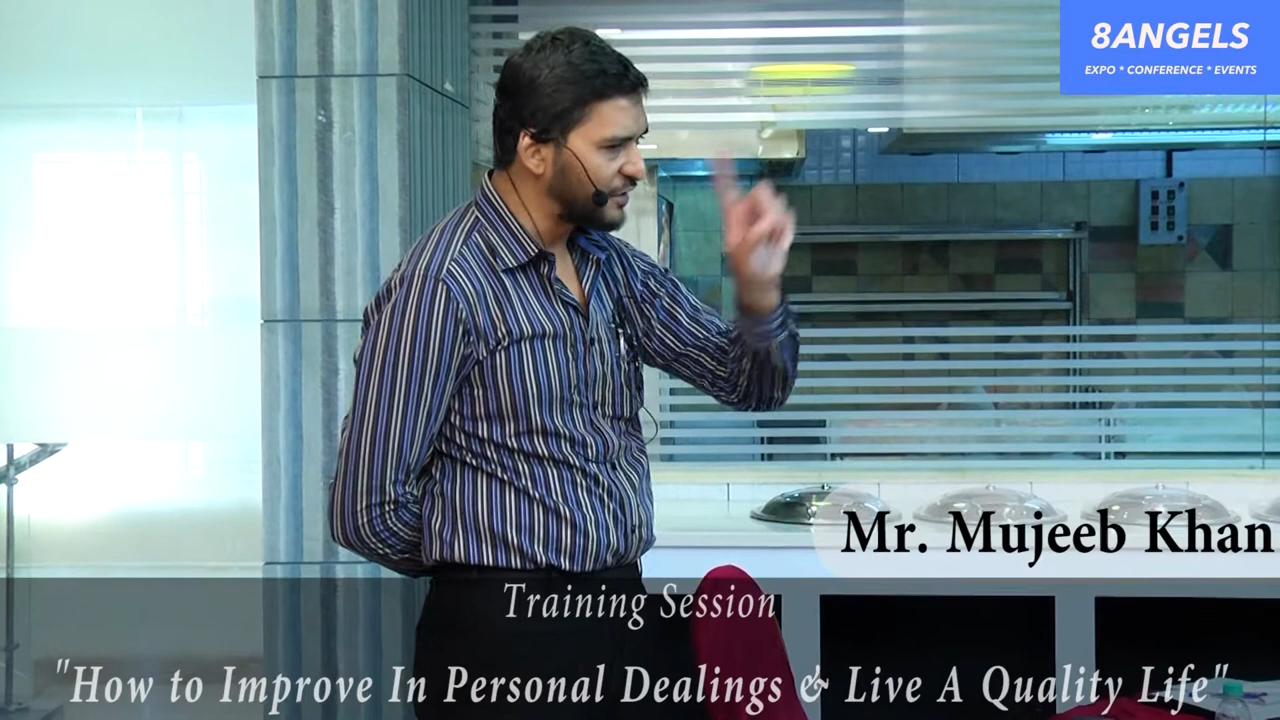 8ANGELS
EXPO * CONFERENCE * EVENTS
Mr. Mujeeb Khan
Training Session
"How to Improve In Personal Dealings & Live A Quality Life"